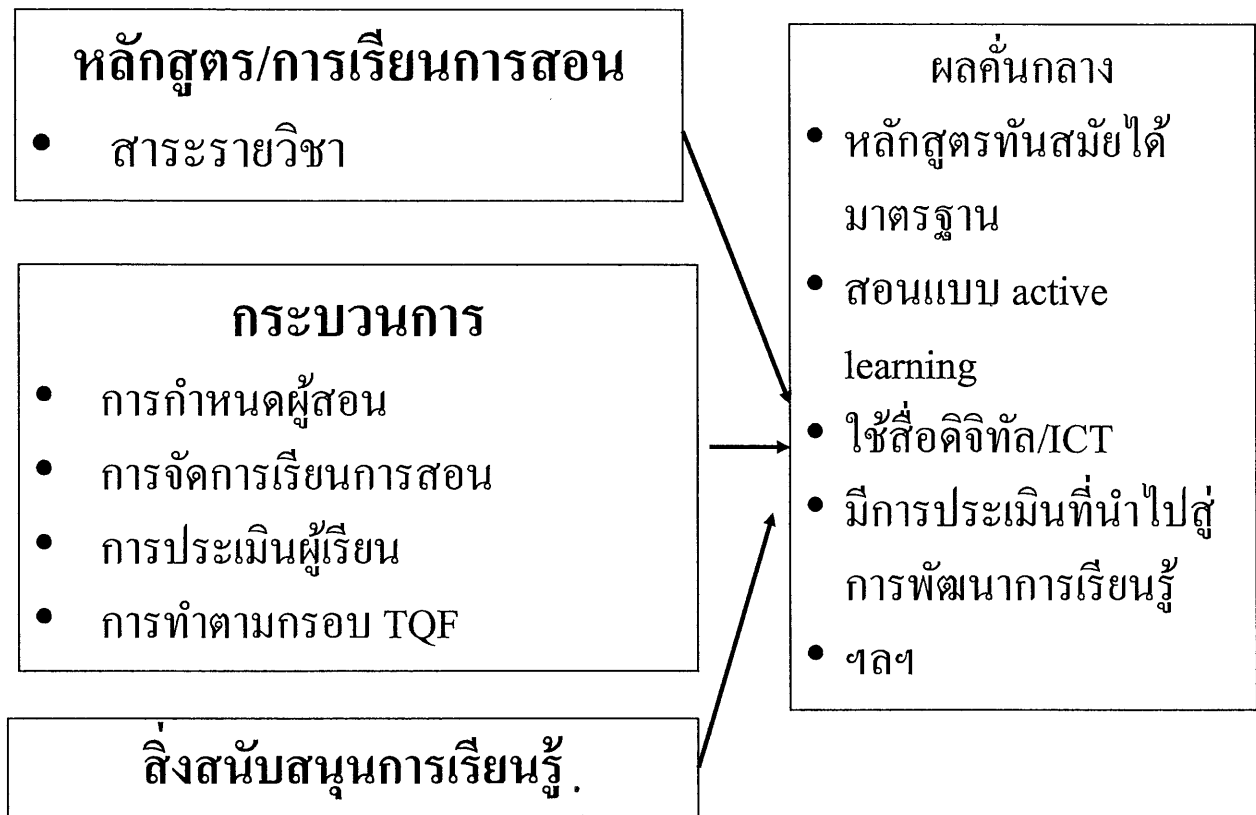 หลักสูตร/การเรียนการสอน
• สาระรายวิชา
กระบวนการ
• การกำหนดผู้สอน
• การจัดการเรียนการสอน
• การประเมินผู้เรียน
• การทำตามกรอบ TQF
สิ่งสนับสนุนการเรียนรู้
ผลคั่นกลาง
• หลักสูตรทันสมัยได้
มาตรฐาน
• สอนแบบ active
learning
• ใช้สื่อดิจิทัล/ICT
• มีการประเมินที่นำไปสู่
การพัฒนาการเรียนรู้
• ฯลฯ